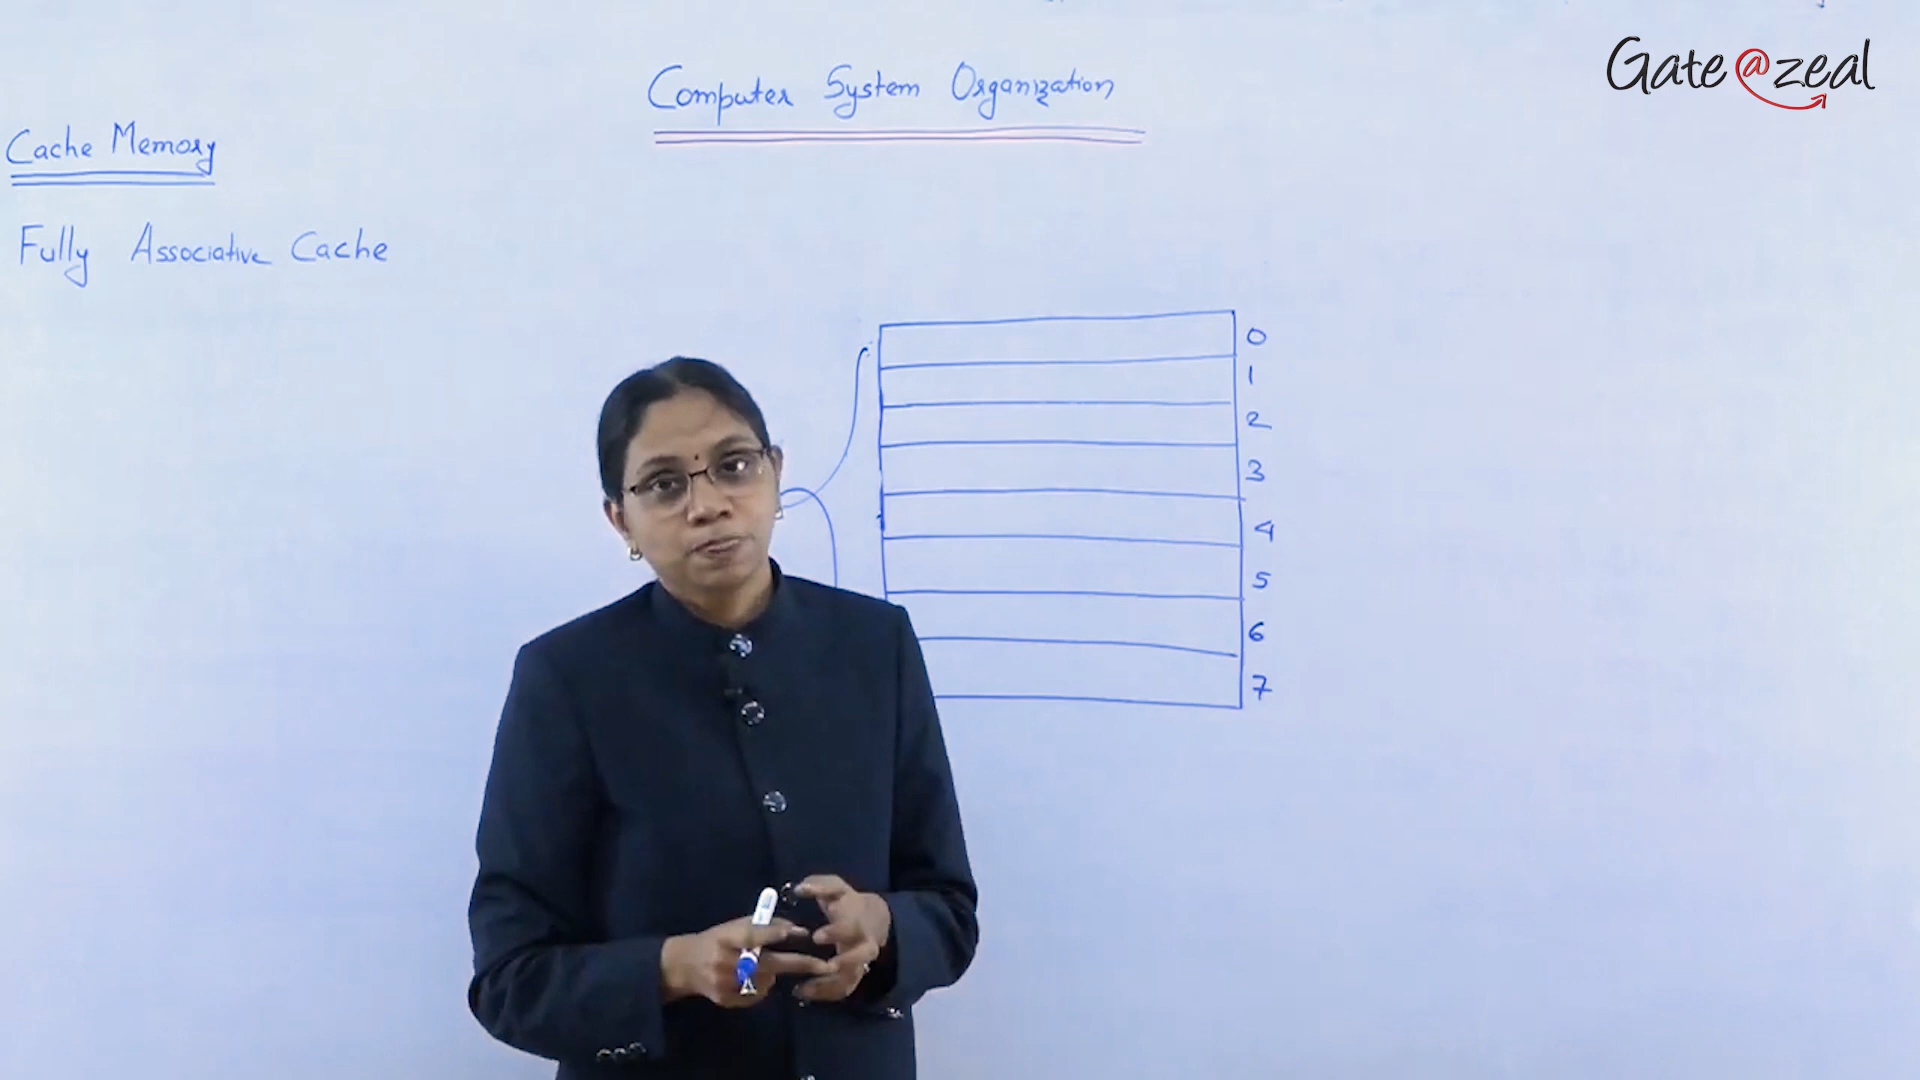 Gate@zeal
Computer System Organization
Cache Memory
Fully Associative Cache
0
1
2
3
4
5
6
7